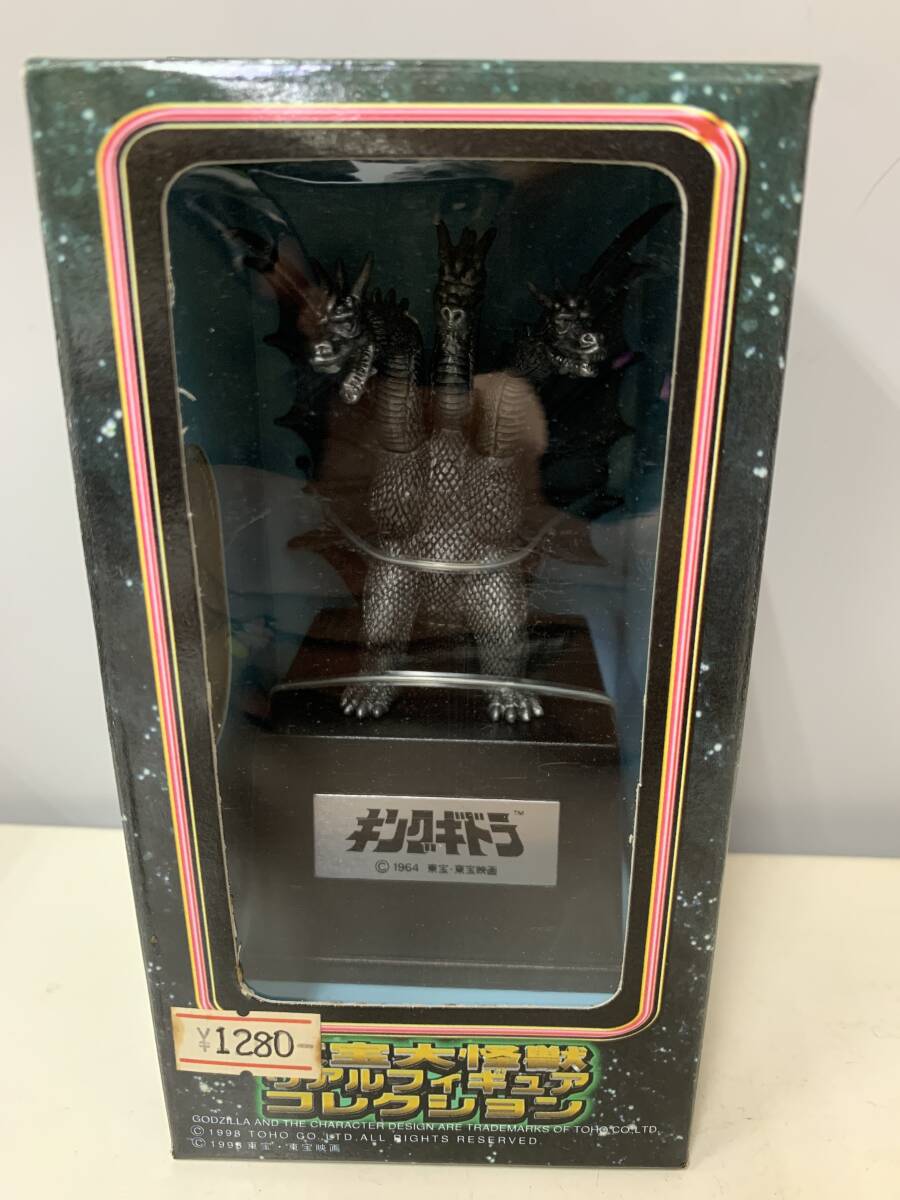 キングギドラ™
© 1964 東宝・東宝映画
¥1280-
宝大怪獣
リアルフィギュア
コレクション
GODZILLA AND THE CHARACTER DESIGN ARE TRADEMARKS OF TOHO CO., LTD.
© 1998 TOHO CO., LTD. ALL RIGHTS RESERVED.
© 1998 東宝・東宝映画